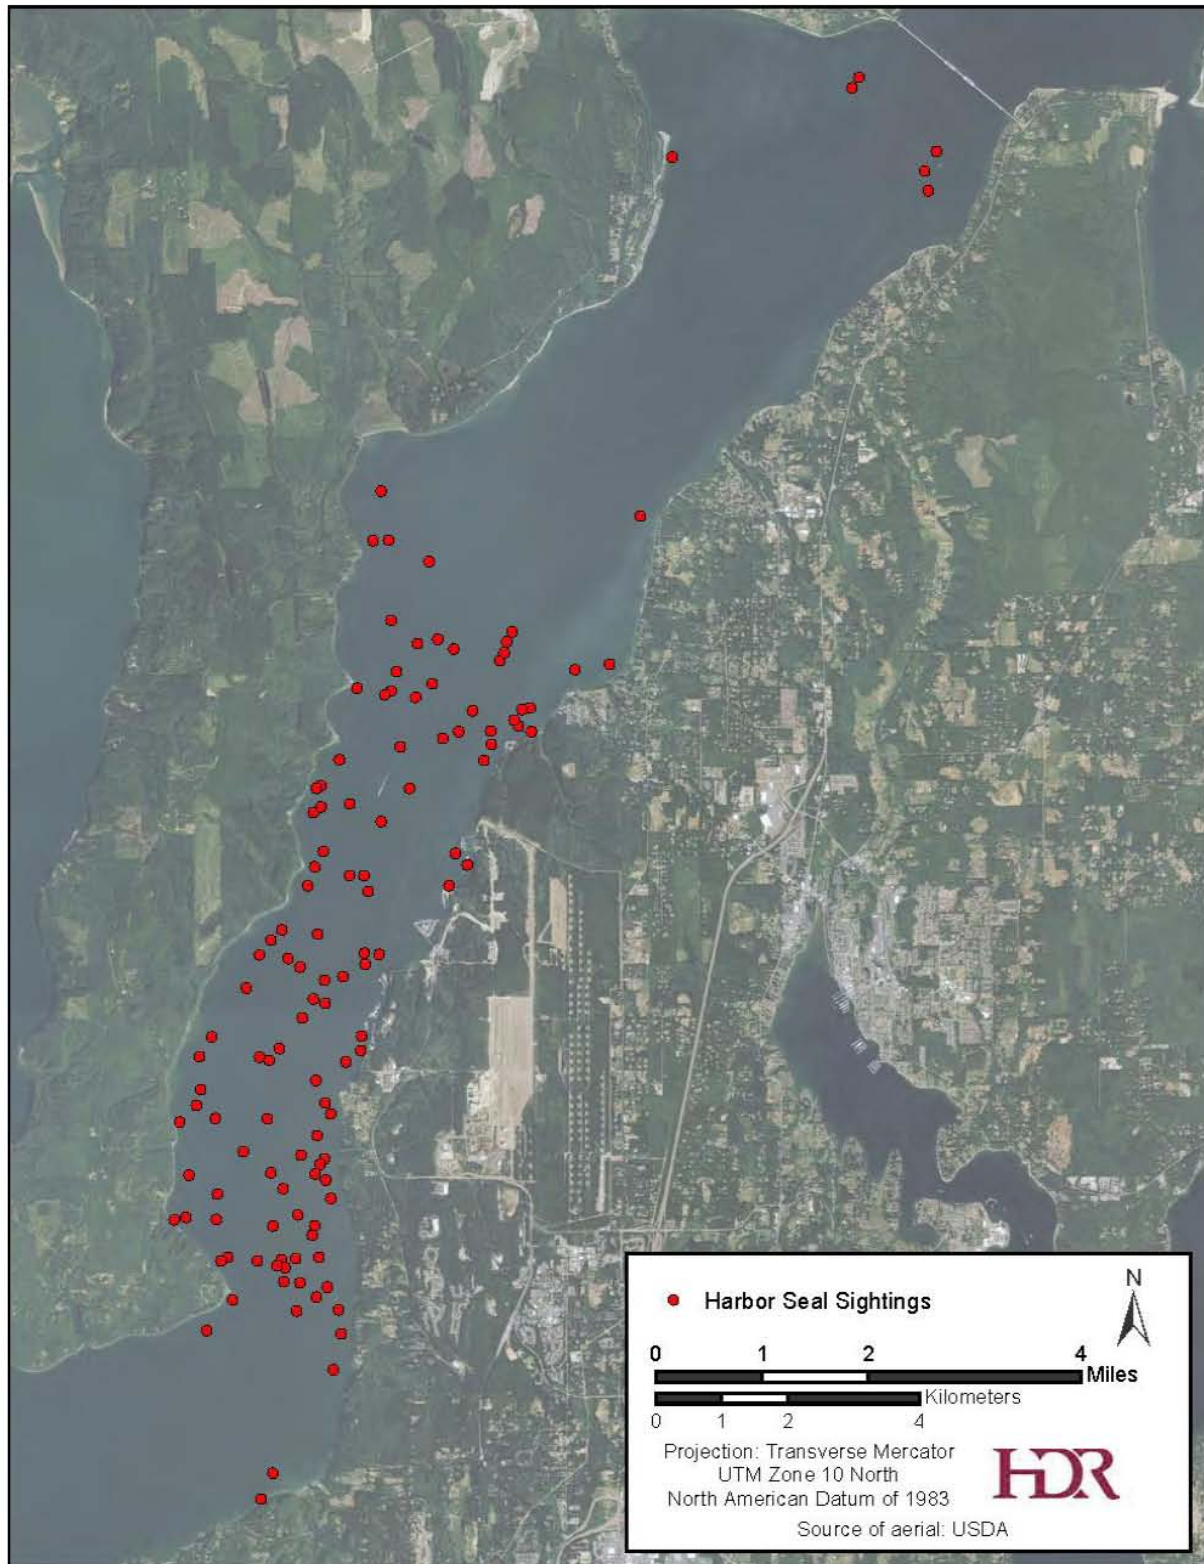 N
Harbor Seal Sightings
0 1 2 4
Miles
Kilometers
0 1 2 4
Projection: Transverse Mercator
UTM Zone 10 North
North American Datum of 1983
HDR
Source of aerial: USDA